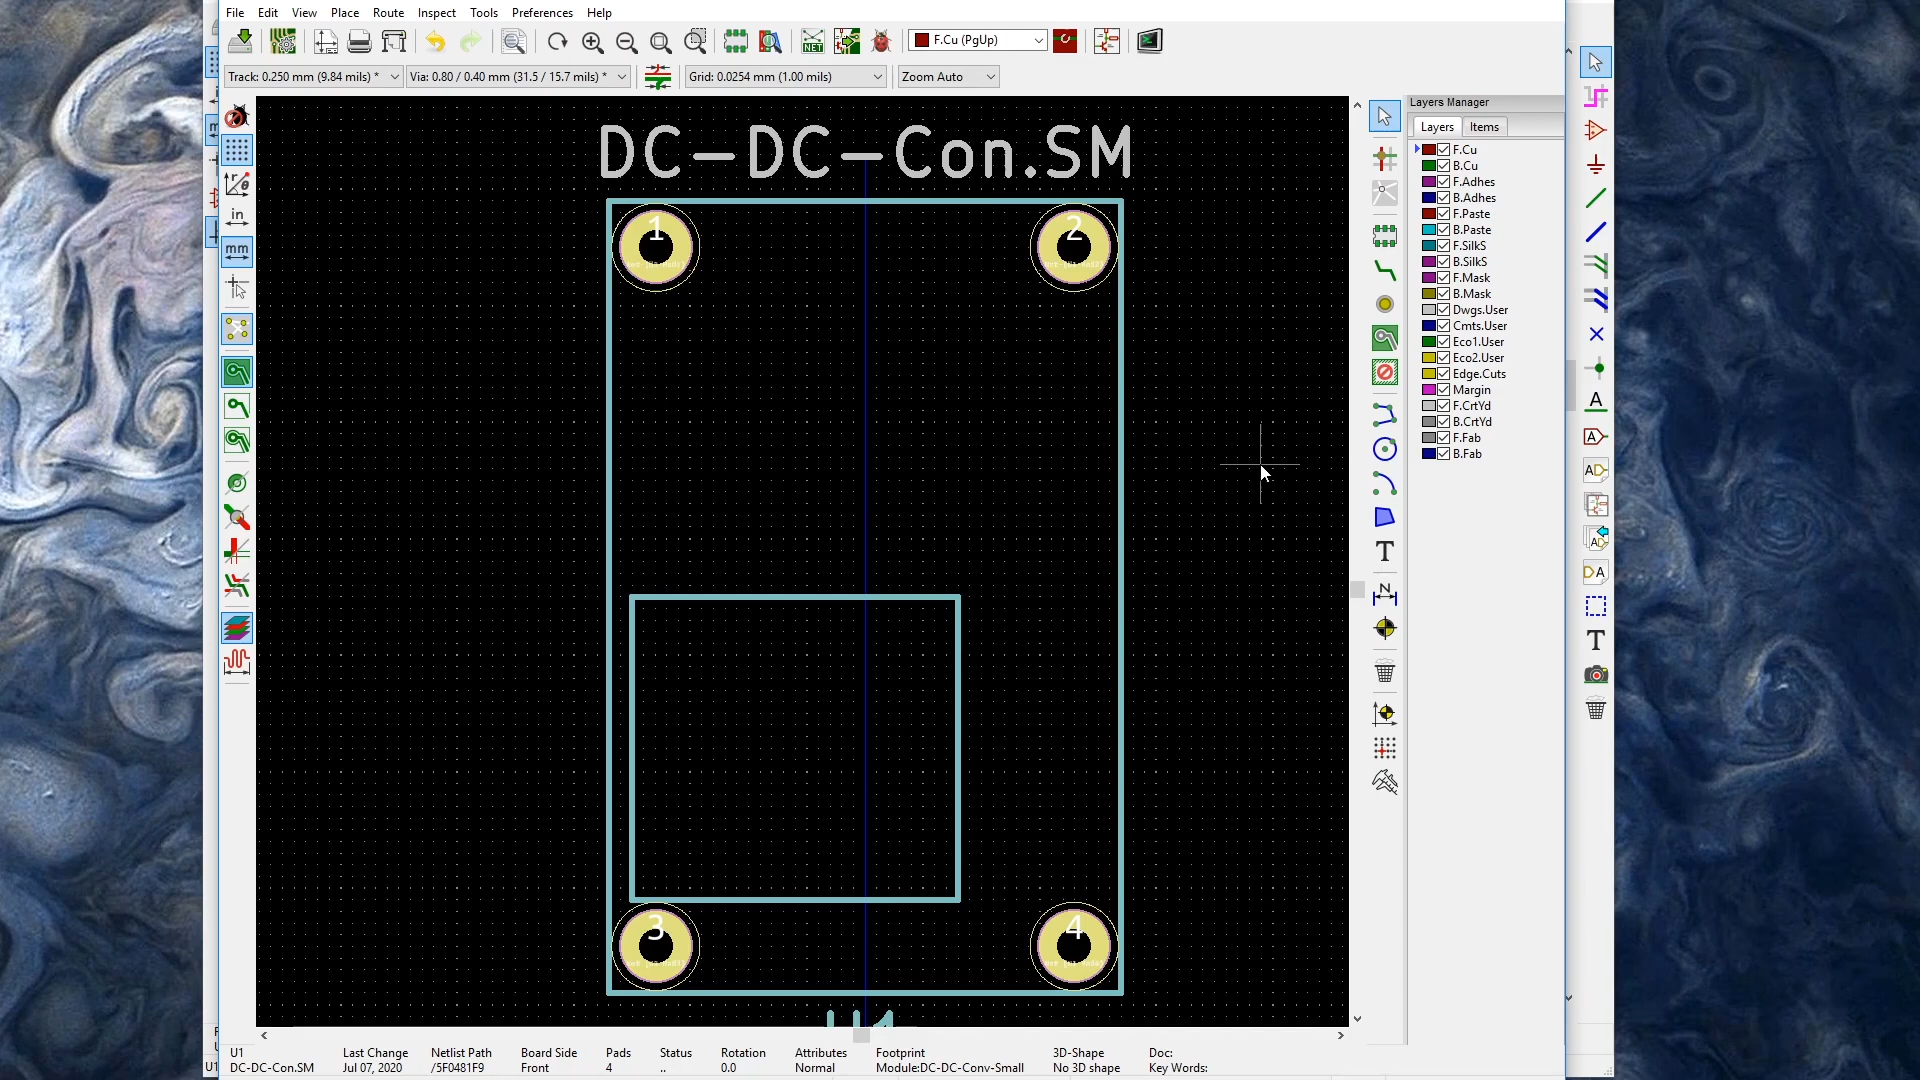 File Edit View Place Route Inspect Tools Preferences Help
NET
F.Cu (PgUp)
Track: 0.250 mm (9.84 mils) *
Via: 0.80 / 0.40 mm (31.5 / 15.7 mils) *
Grid: 0.0254 mm (1.00 mils)
Zoom Auto
in
mm
DC-DC-Con.SM
1
2
3
4
U1
N
T
Layers Manager
Layers Items
F.Cu
B.Cu
F.Adhes
B.Adhes
F.Paste
B.Paste
F.SilkS
B.SilkS
F.Mask
B.Mask
Dwgs.User
Cmts.User
Eco1.User
Eco2.User
Edge.Cuts
Margin
F.CrtYd
B.CrtYd
F.Fab
B.Fab
A
A
AD
AD
DA
T
U1 Last Change Netlist Path Board Side Pads Status Rotation Attributes Footprint 3D-Shape Doc:
DC-DC-Con.SM Jul 07, 2020 /5F0481F9 Front 4 .. 0.0 Normal Module:DC-DC-Conv-Small No 3D shape Key Words: